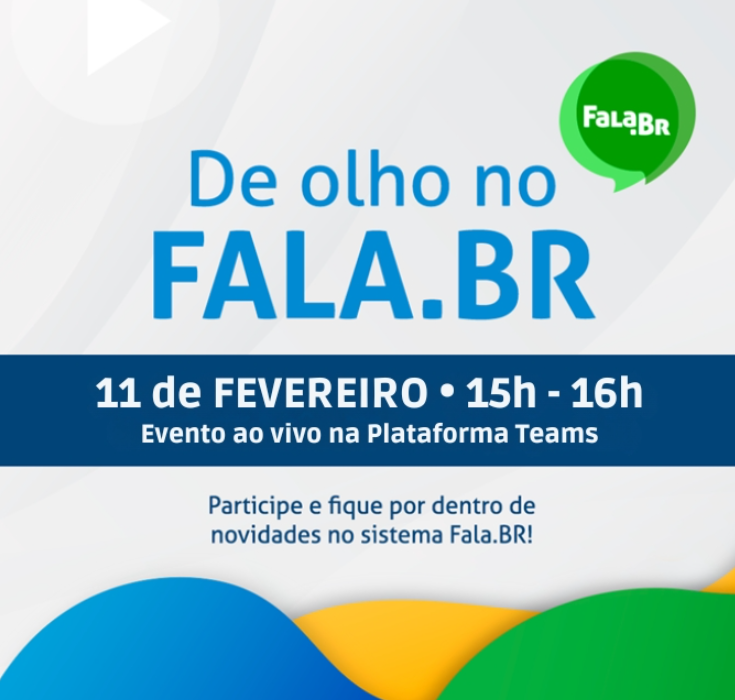 FaLa.BR
De olho no
FALA.BR
11 de FEVEREIRO • 15h - 16h
Evento ao vivo na Plataforma Teams
Participe e fique por dentro de
novidades no sistema Fala.BR!